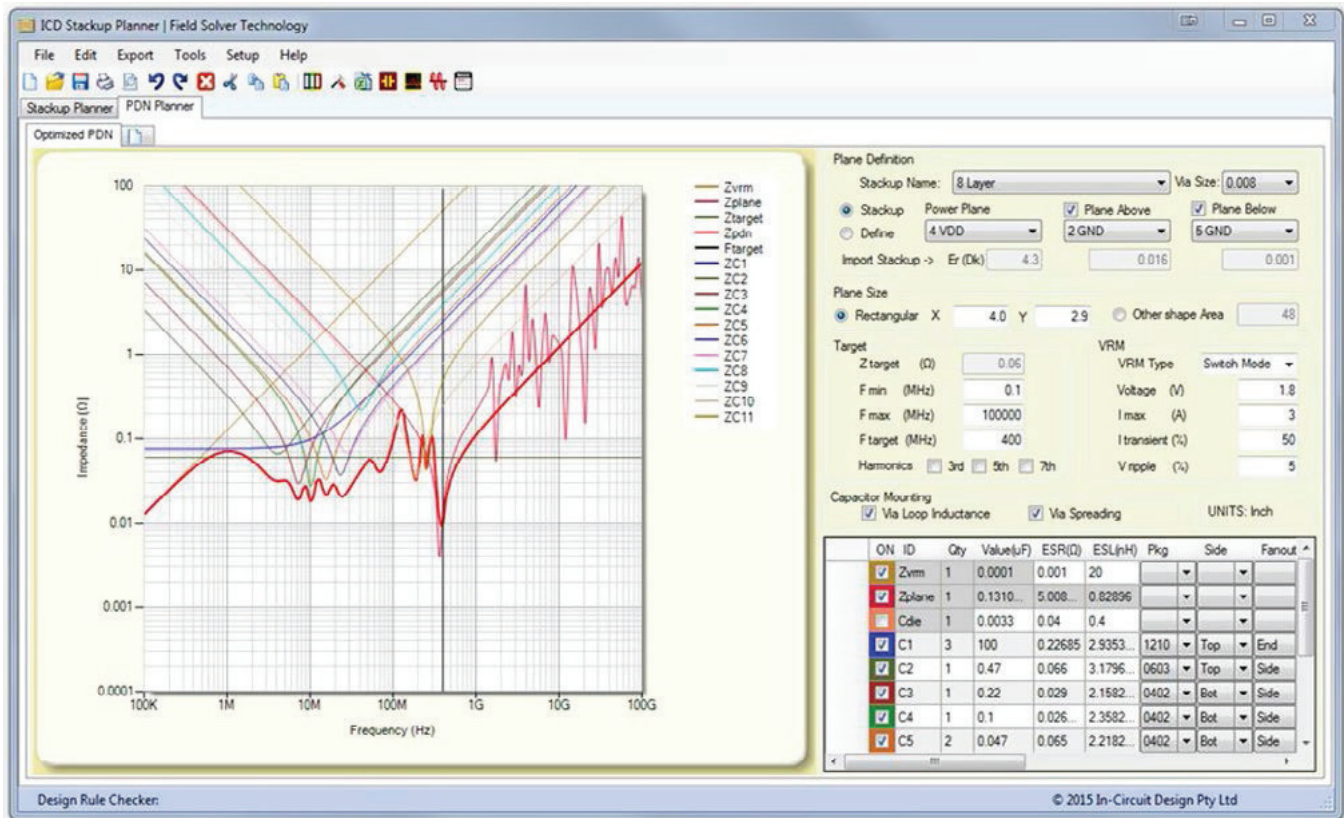 ICD Stackup Planner | Field Solver Technology
File Edit Export Tools Setup Help
Stackup Planner PDN Planner
Optimized PDN
100
10
1
0.1
0.01
0.001
0.0001
Impedance [Ω]
100K 1M 10M 100M 1G 10G 100G
Frequency (Hz)
Zvrm
Zplane
Ztarget
Zpdn
Ftarget
ZC1
ZC2
ZC3
ZC4
ZC5
ZC6
ZC7
ZC8
ZC9
ZC10
ZC11
Plane Definition
Stackup Name: 8 Layer Via Size: 0.008
Stackup Power Plane Plane Above Plane Below
Define 4 VDD 2 GND 5 GND
Import Stackup -> Er (Dk) 4.3 0.016 0.001
Plane Size
Rectangular X 4.0 Y 2.9 Other shape Area 48
Target VRM
Z target (Ω) 0.06 VRM Type Switch Mode
F min (MHz) 0.1 Voltage (V) 1.8
F max (MHz) 100000 I max (A) 3
F target (MHz) 400 I transient (%) 50
Harmonics 3rd 5th 7th V ripple (%) 5
Capacitor Mounting
Via Loop Inductance Via Spreading UNITS: Inch
ON ID Qty Value(uF) ESR(Ω) ESL(nH) Pkg Side Fanout
Zvrm 1 0.0001 0.001 20
Zplane 1 0.1310... 5.008... 0.82896
Cdie 1 0.0033 0.04 0.4
C1 3 100 0.22685 2.9353... 1210 Top End
C2 1 0.47 0.066 3.1796... 0603 Top Side
C3 1 0.22 0.029 2.1582... 0402 Bot Side
C4 1 0.1 0.026... 2.3582... 0402 Bot Side
C5 2 0.047 0.065 2.2182... 0402 Bot Side
Design Rule Checker: © 2015 In-Circuit Design Pty Ltd